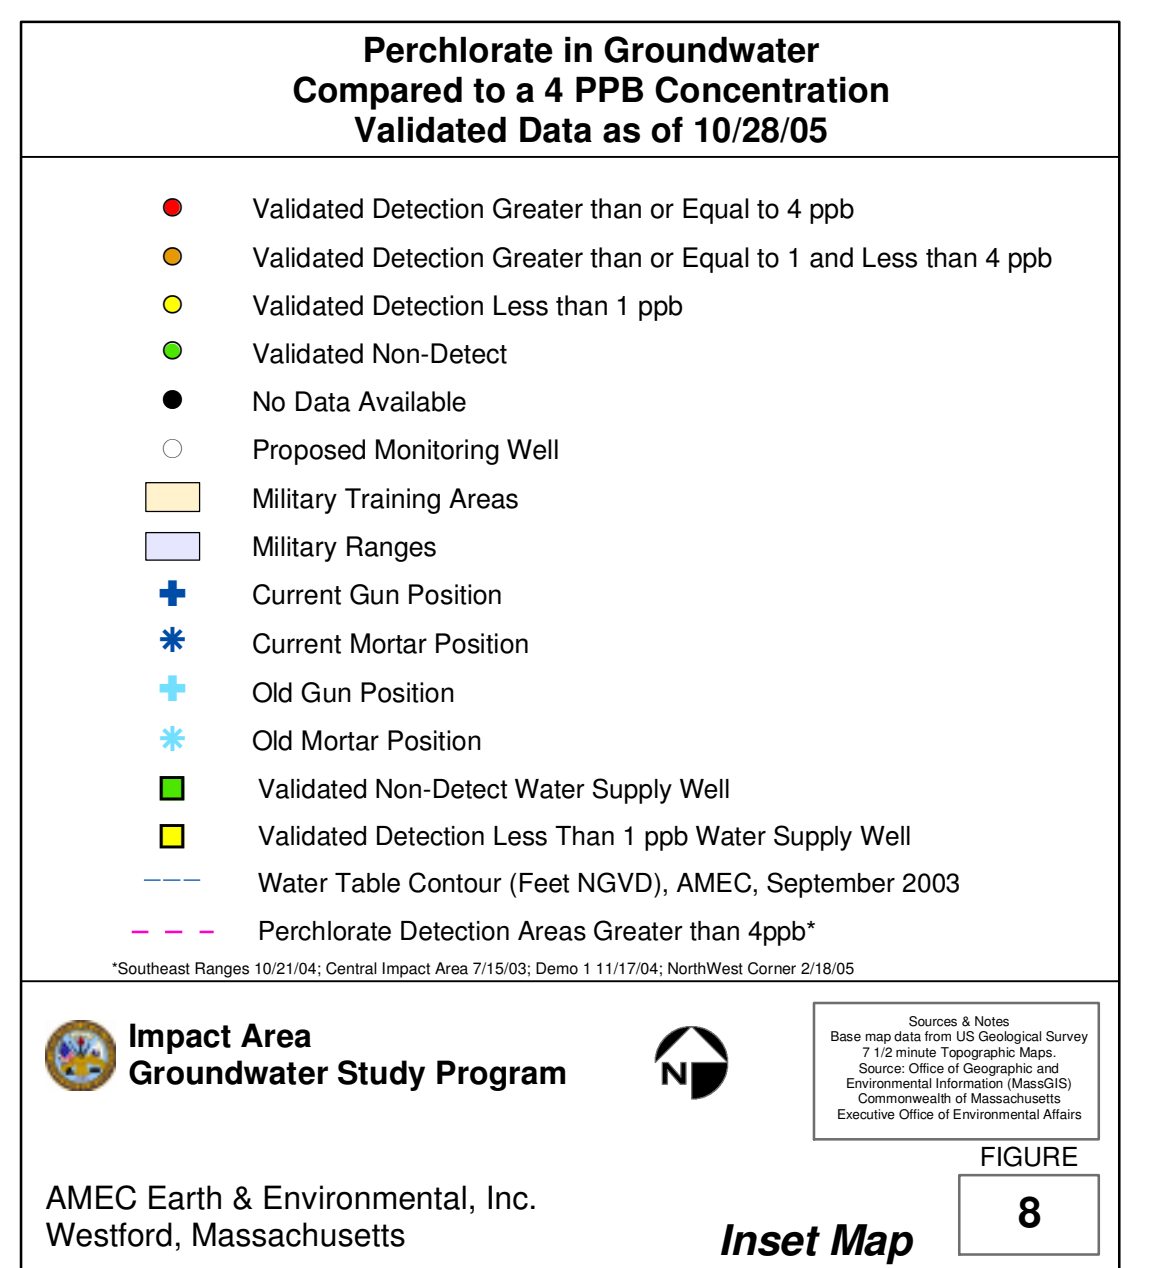 Perchlorate in Groundwater
Compared to a 4 PPB Concentration
Validated Data as of 10/28/05
Validated Detection Greater than or Equal to 4 ppb
Validated Detection Greater than or Equal to 1 and Less than 4 ppb
Validated Detection Less than 1 ppb
Validated Non-Detect
No Data Available
Proposed Monitoring Well
Military Training Areas
Military Ranges
Current Gun Position
Current Mortar Position
Old Gun Position
Old Mortar Position
Validated Non-Detect Water Supply Well
Validated Detection Less Than 1 ppb Water Supply Well
Water Table Contour (Feet NGVD), AMEC, September 2003
Perchlorate Detection Areas Greater than 4ppb*
*Southeast Ranges 10/21/04; Central Impact Area 7/15/03; Demo 1 11/17/04; NorthWest Corner 2/18/05
Impact Area
Groundwater Study Program
N
Sources & Notes
Base map data from US Geological Survey
7 1/2 minute Topographic Maps.
Source: Office of Geographic and
Environmental Information (MassGIS)
Commonwealth of Massachusetts
Executive Office of Environmental Affairs
FIGURE
8
AMEC Earth & Environmental, Inc.
Westford, Massachusetts
Inset Map